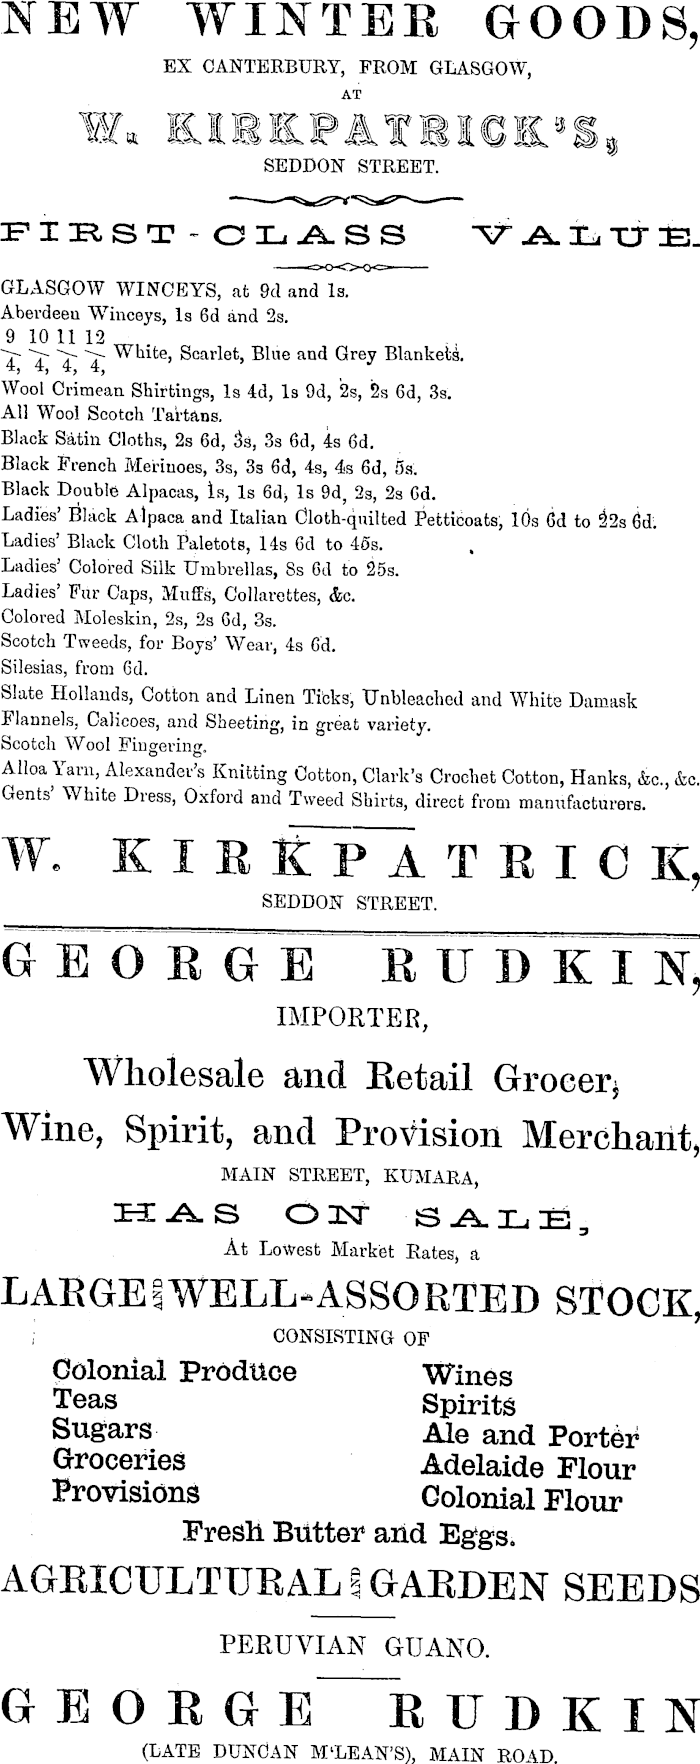 NEW WINTER GOODS,
EX CANTERBURY, FROM GLASGOW,
AT
W. KIRKPATRICK'S,
SEDDON STREET.
FIRST-CLASS VALUE.
GLASGOW WINCEYS, at 9d and 1s.
Aberdeen Winceys, 1s 6d and 2s.
9/4, 10/4, 11/4, 12/4, White, Scarlet, Blue and Grey Blankets.
Wool Crimean Shirtings, 1s 4d, 1s 9d, 2s, 2s 6d, 3s.
All Wool Scotch Tartans.
Black Satin Cloths, 2s 6d, 3s, 3s 6d, 4s 6d.
Black French Merinoes, 3s, 3s 6d, 4s, 4s 6d, 5s.
Black Double Alpacas, 1s, 1s 6d, 1s 9d, 2s, 2s 6d.
Ladies' Black Alpaca and Italian Cloth-quilted Petticoats, 10s 6d to 22s 6d.
Ladies' Black Cloth Paletots, 14s 6d to 45s.
Ladies' Colored Silk Umbrellas, 8s 6d to 25s.
Ladies' Fur Caps, Muffs, Collarettes, &c.
Colored Moleskin, 2s, 2s 6d, 3s.
Scotch Tweeds, for Boys' Wear, 4s 6d.
Silesias, from 6d.
Slate Hollands, Cotton and Linen Ticks, Unbleached and White Damask
Flannels, Calicoes, and Sheeting, in great variety.
Scotch Wool Fingering.
Alloa Yarn, Alexander's Knitting Cotton, Clark's Crochet Cotton, Hanks, &c., &c.
Gents' White Dress, Oxford and Tweed Shirts, direct from manufacturers.
W. KIRKPATRICK,
SEDDON STREET.
GEORGE RUDKIN,
IMPORTER,
Wholesale and Retail Grocer,
Wine, Spirit, and Provision Merchant,
MAIN STREET, KUMARA,
HAS ON SALE,
At Lowest Market Rates, a
LARGE AND WELL-ASSORTED STOCK,
CONSISTING OF
Colonial Produce
Teas
Sugars
Groceries
Provisions
Wines
Spirits
Ale and Porter
Adelaide Flour
Colonial Flour
Fresh Butter and Eggs.
AGRICULTURAL AND GARDEN SEEDS
PERUVIAN GUANO.
GEORGE RUDKIN
(LATE DUNCAN M'LEAN'S), MAIN ROAD.